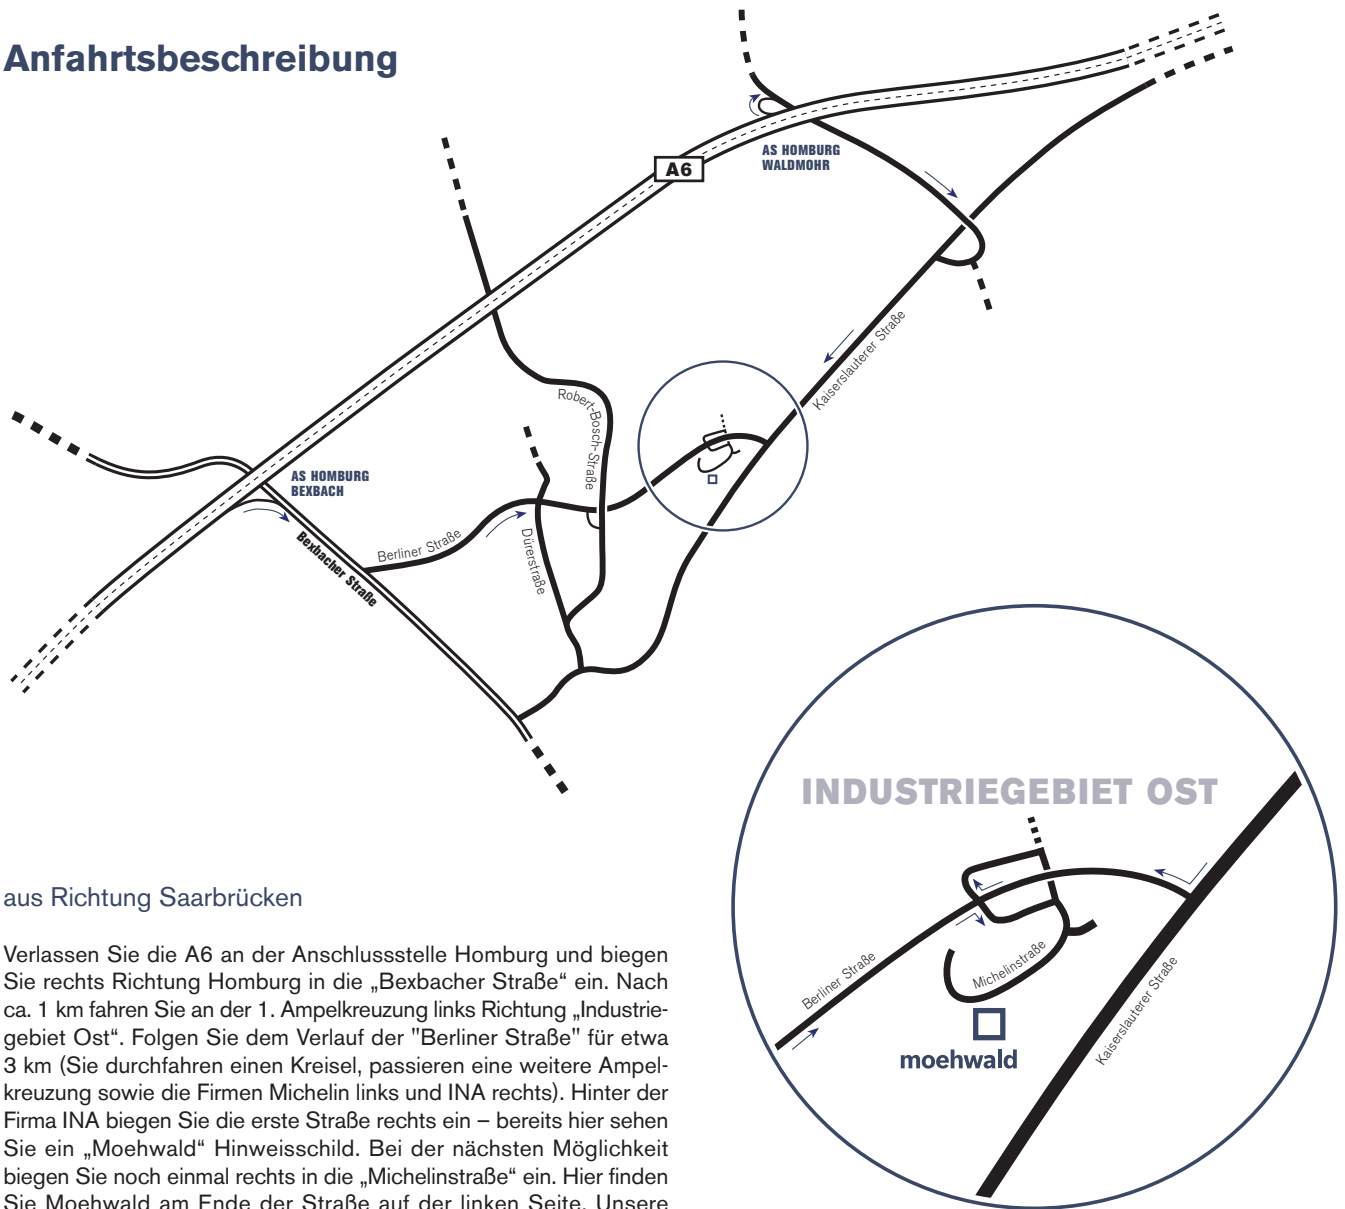 Anfahrtsbeschreibung
A6
AS HOMBURG
WALDMOHR
Kaiserslauterer Straße
Robert-Bosch-Straße
AS HOMBURG
BEXBACH
Bexbacher Straße
Berliner Straße
Dürerstraße
INDUSTRIEGEBIET OST
Berliner Straße
Michelinstraße
Kaiserslauterer Straße
moehwald
aus Richtung Saarbrücken
Verlassen Sie die A6 an der Anschlussstelle Homburg und biegen
Sie rechts Richtung Homburg in die „Bexbacher Straße“ ein. Nach
ca. 1 km fahren Sie an der 1. Ampelkreuzung links Richtung „Industrie-
gebiet Ost“. Folgen Sie dem Verlauf der "Berliner Straße" für etwa
3 km (Sie durchfahren einen Kreisel, passieren eine weitere Ampel-
kreuzung sowie die Firmen Michelin links und INA rechts). Hinter der
Firma INA biegen Sie die erste Straße rechts ein – bereits hier sehen
Sie ein „Moehwald“ Hinweisschild. Bei der nächsten Möglichkeit
biegen Sie noch einmal rechts in die „Michelinstraße“ ein. Hier finden
Sie Moehwald am Ende der Straße auf der linken Seite. Unsere